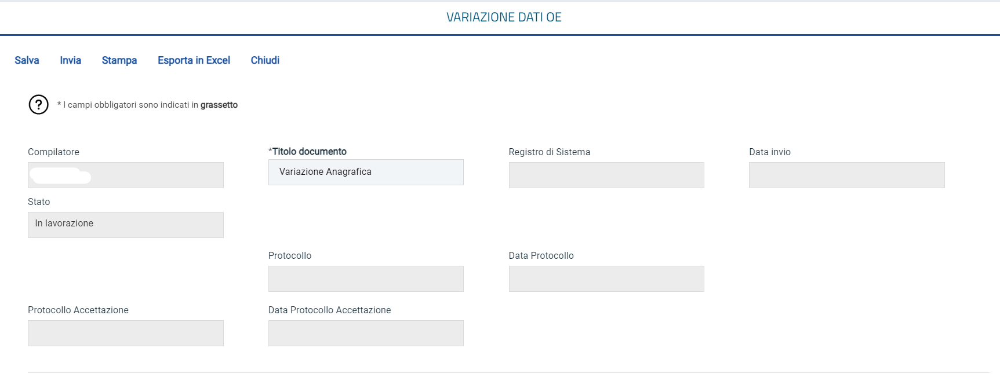 VARIAZIONE DATI OE
Salva Invia Stampa Esporta in Excel Chiudi
? * I campi obbligatori sono indicati in grassetto
Compilatore *Titolo documento Registro di Sistema Data invio
Variazione Anagrafica
Stato
In lavorazione
Protocollo Data Protocollo
Protocollo Accettazione Data Protocollo Accettazione